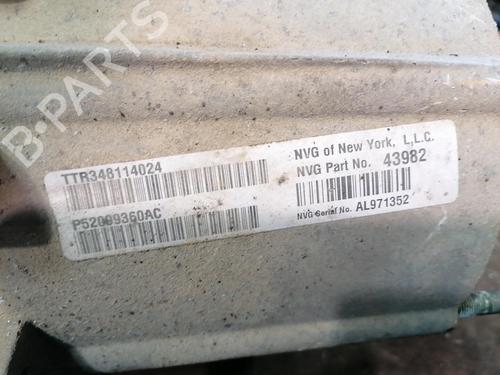 B-PARTS
TTR348114024
P52099360AC
NVG of New York, L.L.C.
NVG Part No. 43982
NVG Serial No. AL971352